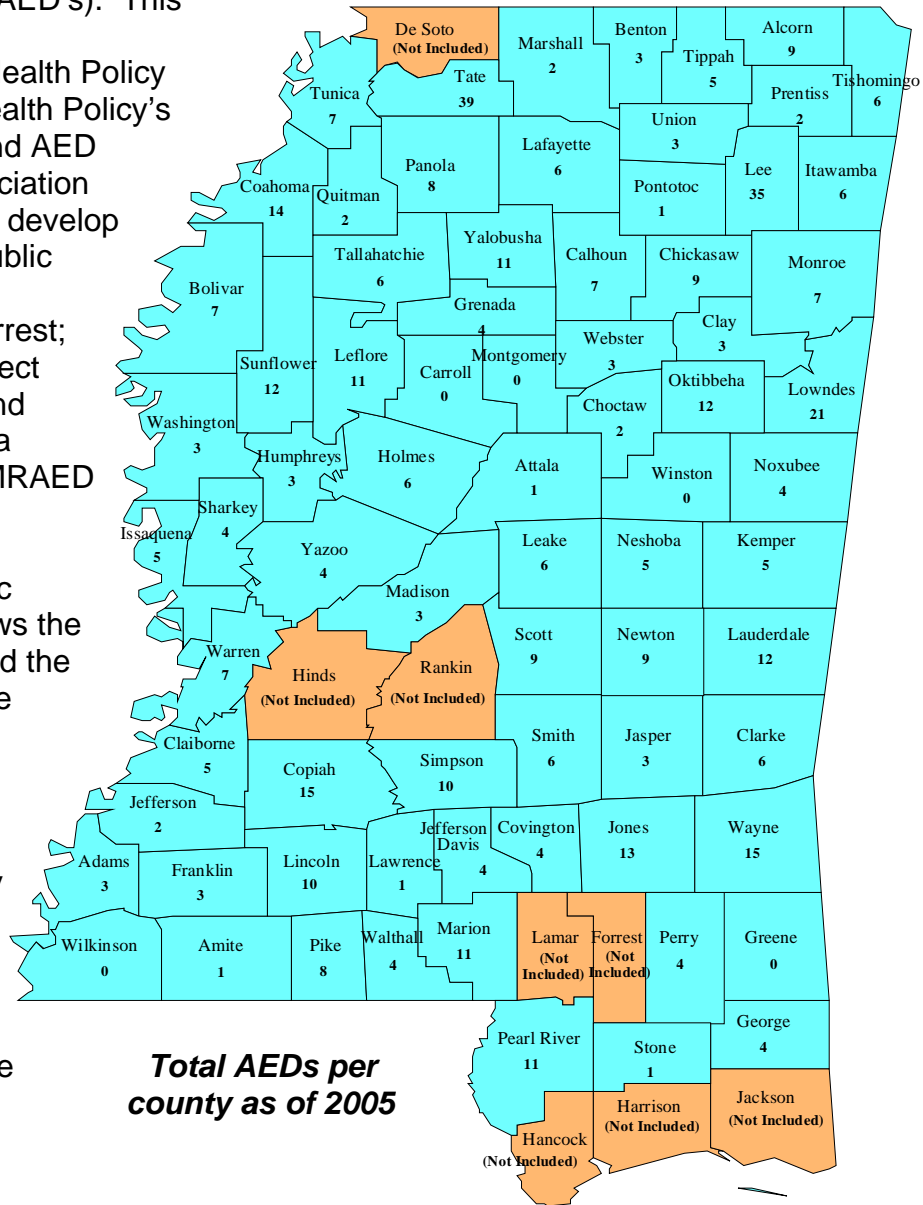 AED's). This
ealth Policy
ealth Policy's
nd AED
ciation
develop
ublic
rrest;
ect
nd
a
MRAED
c
ws the
d the
e
y
e
De Soto
(Not Included)
Marshall
2
Benton
3
Tippah
5
Alcorn
9
Tishomingo
6
Prentiss
2
Tunica
7
Tate
39
Union
3
Panola
8
Lafayette
6
Pontotoc
1
Lee
35
Itawamba
6
Coahoma
14
Quitman
2
Tallahatchie
6
Yalobusha
11
Calhoun
7
Chickasaw
9
Monroe
7
Bolivar
7
Grenada
4
Clay
3
Sunflower
12
Leflore
11
Carroll
0
Montgomery
0
Webster
3
Oktibbeha
12
Lowndes
21
Choctaw
2
Washington
3
Humphreys
3
Holmes
6
Attala
1
Winston
0
Noxubee
4
Sharkey
4
Issaquena
5
Yazoo
4
Leake
6
Neshoba
5
Kemper
5
Madison
3
Warren
7
Hinds
(Not Included)
Rankin
(Not Included)
Scott
9
Newton
9
Lauderdale
12
Claiborne
5
Copiah
15
Simpson
10
Smith
6
Jasper
3
Clarke
6
Jefferson
2
Adams
3
Franklin
3
Lincoln
10
Lawrence
1
Jefferson
Davis
4
Covington
4
Jones
13
Wayne
15
Wilkinson
0
Amite
1
Pike
8
Walthall
4
Marion
11
Lamar
(Not
Included)
Forrest
(Not
Included)
Perry
4
Greene
0
Pearl River
11
Stone
1
George
4
Hancock
(Not Included)
Harrison
(Not Included)
Jackson
(Not Included)
Total AEDs per
county as of 2005